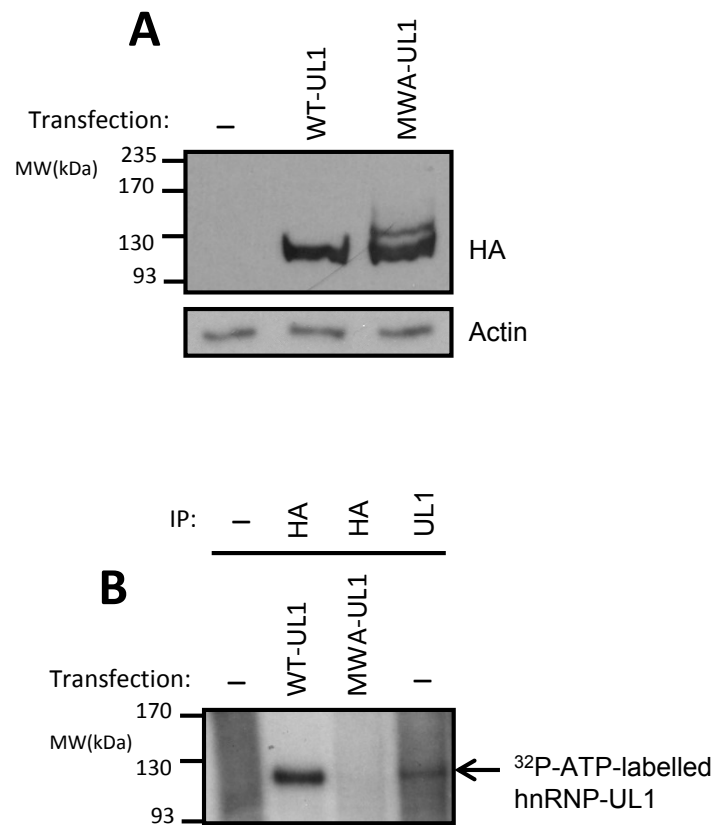 A
Transfection: – WT-UL1 MWA-UL1
MW(kDa)
235
170
130
93
HA
Actin
IP: – HA HA UL1
B
Transfection: – WT-UL1 MWA-UL1 –
MW(kDa)
170
130
93
³²P-ATP-labelled
hnRNP-UL1